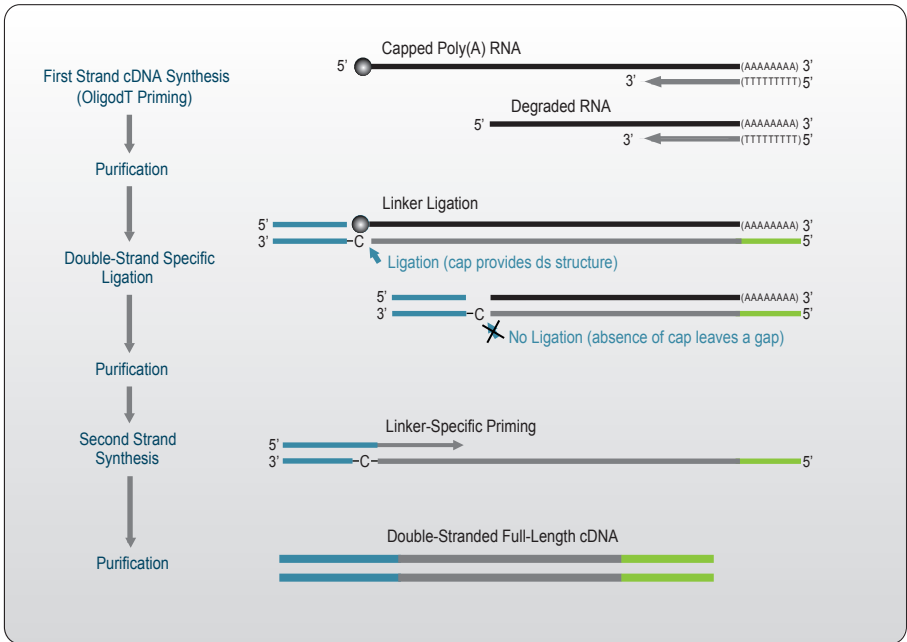 First Strand cDNA Synthesis
(OligodT Priming)
Purification
Double-Strand Specific
Ligation
Purification
Second Strand
Synthesis
Purification
Capped Poly(A) RNA
5’ (AAAAAAAA) 3’
3’ (TTTTTTTTT) 5’
Degraded RNA
5’ (AAAAAAAA) 3’
3’ (TTTTTTTTT) 5’
Linker Ligation
5’ (AAAAAAAA) 3’
3’ C 5’
Ligation (cap provides ds structure)
5’ (AAAAAAAA) 3’
3’ C 5’
No Ligation (absence of cap leaves a gap)
Linker-Specific Priming
5’
3’ C 5’
Double-Stranded Full-Length cDNA